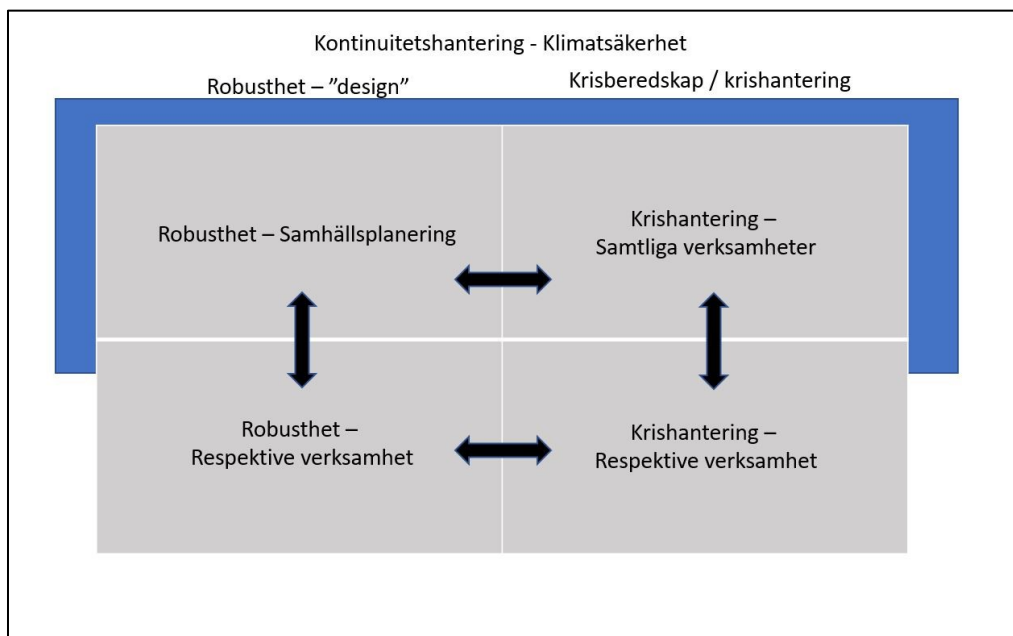 Kontinuitetshantering - Klimatsäkerhet
Robusthet – ”design”
Krisberedskap / krishantering
Robusthet – Samhällsplanering
Krishantering –
Samtliga verksamheter
Robusthet –
Respektive verksamhet
Krishantering –
Respektive verksamhet